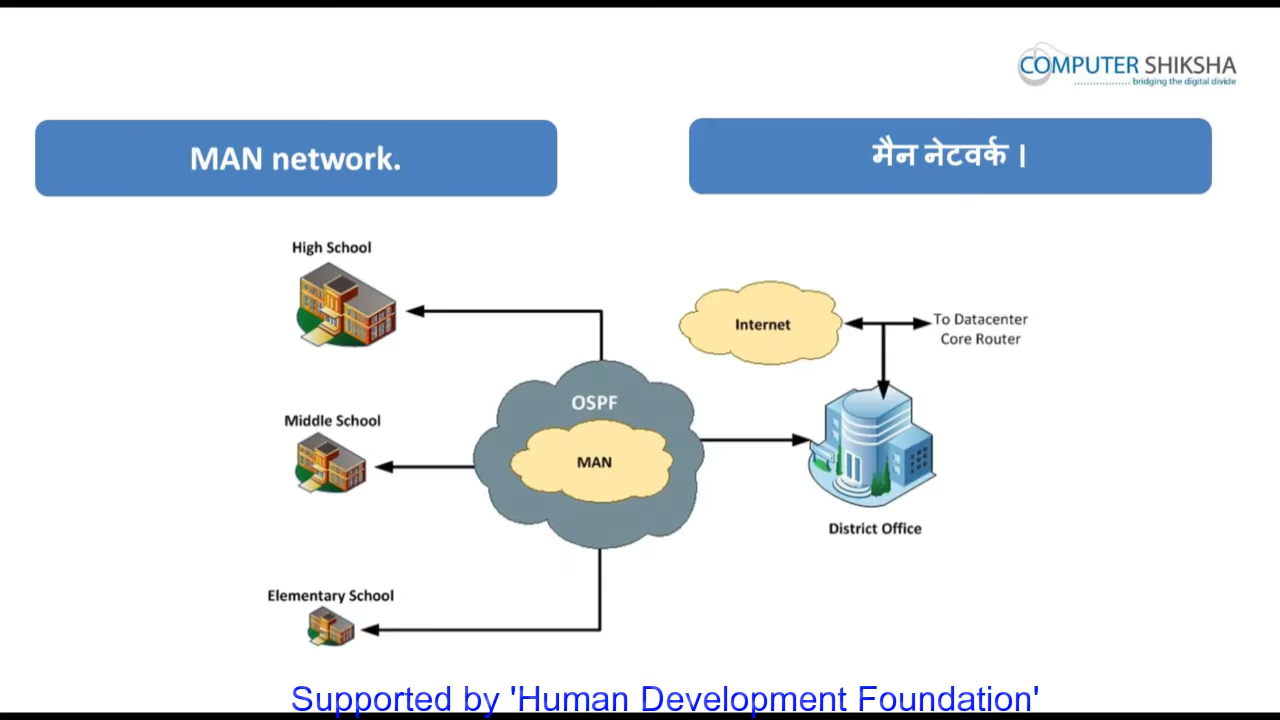 COMPUTER SHIKSHA
bridging the digital divide
MAN network.
मैन नेटवर्क |
High School
Internet
To Datacenter
Core Router
OSPF
Middle School
MAN
District Office
Elementary School
Supported by 'Human Development Foundation'